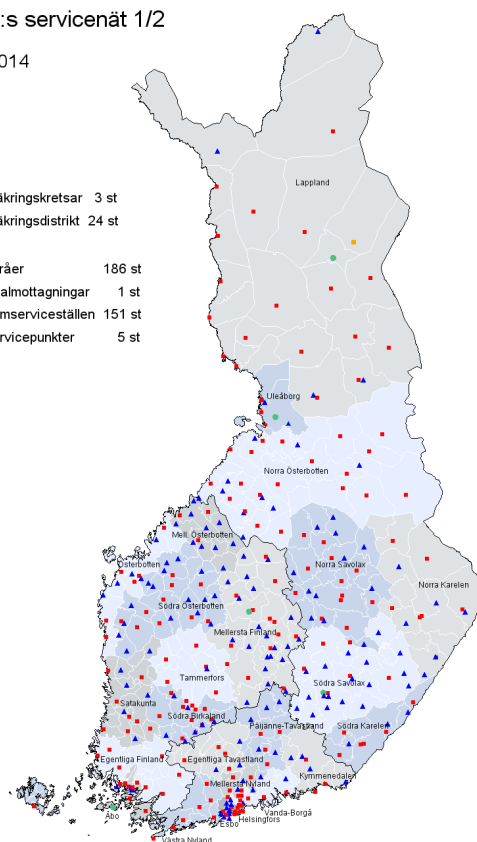 :s servicenät 1/2
014
äkringskretsar 3 st
äkringsdistrikt 24 st
råer 186 st
almottagningar 1 st
mserviceställen 151 st
rvicepunkter 5 st
Lappland
Uleåborg
Norra Österbotten
Mell. Österbotten
Österbotten
Norra Savolax
Norra Karelen
Södra Österbotten
Mellersta Finland
Tammerfors
Södra Savolax
Satakunta
Södra Birkaland
Päijänne-Tavastland
Södra Karelen
Egentliga Finland
Egentliga Tavastland
Kymmenedalen
Mellersta Nyland
Vanda-Borgå
Åbo
Helsingfors
Esbo
Västra Nyland